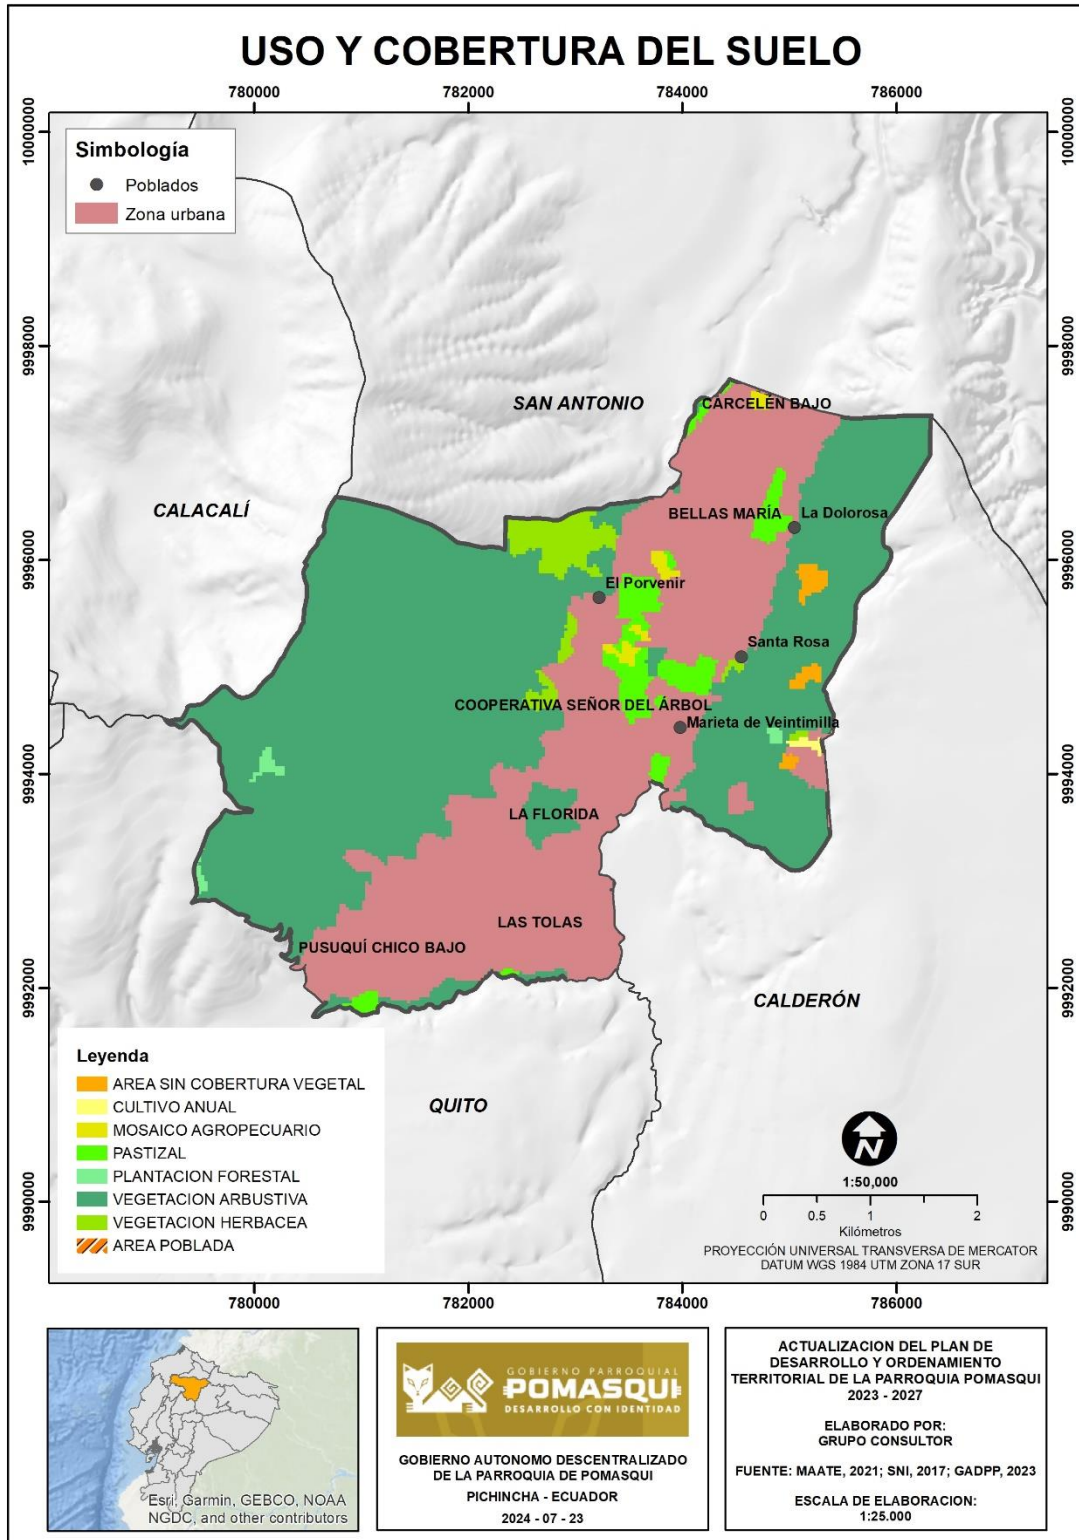 USO Y COBERTURA DEL SUELO
780000 782000 784000 786000
10000000 10000000
Simbología
Poblados
Zona urbana
9998000 9998000
SAN ANTONIO
CARCELÉN BAJO
CALACALÍ
BELLAS MARÍA
La Dolorosa
9996000 9996000
El Porvenir
Santa Rosa
COOPERATIVA SEÑOR DEL ÁRBOL
Marieta de Veintimilla
9994000 9994000
LA FLORIDA
LAS TOLAS
PUSUQUÍ CHICO BAJO
9992000 9992000
CALDERÓN
QUITO
Leyenda
AREA SIN COBERTURA VEGETAL
CULTIVO ANUAL
MOSAICO AGROPECUARIO
PASTIZAL
PLANTACION FORESTAL
VEGETACION ARBUSTIVA
VEGETACION HERBACEA
AREA POBLADA
N
1:50,000
9990000 9990000
0 0.5 1 2
Kilómetros
PROYECCIÓN UNIVERSAL TRANSVERSA DE MERCATOR
DATUM WGS 1984 UTM ZONA 17 SUR
780000 782000 784000 786000
Esri, Garmin, GEBCO, NOAA
NGDC, and other contributors
GOBIERNO PARROQUIAL
POMASQUI
DESARROLLO CON IDENTIDAD
GOBIERNO AUTONOMO DESCENTRALIZADO
DE LA PARROQUIA DE POMASQUI
PICHINCHA - ECUADOR
2024 - 07 - 23
ACTUALIZACION DEL PLAN DE
DESARROLLO Y ORDENAMIENTO
TERRITORIAL DE LA PARROQUIA POMASQUI
2023 - 2027
ELABORADO POR:
GRUPO CONSULTOR
FUENTE: MAATE, 2021; SNI, 2017; GADPP, 2023
ESCALA DE ELABORACION:
1:25.000